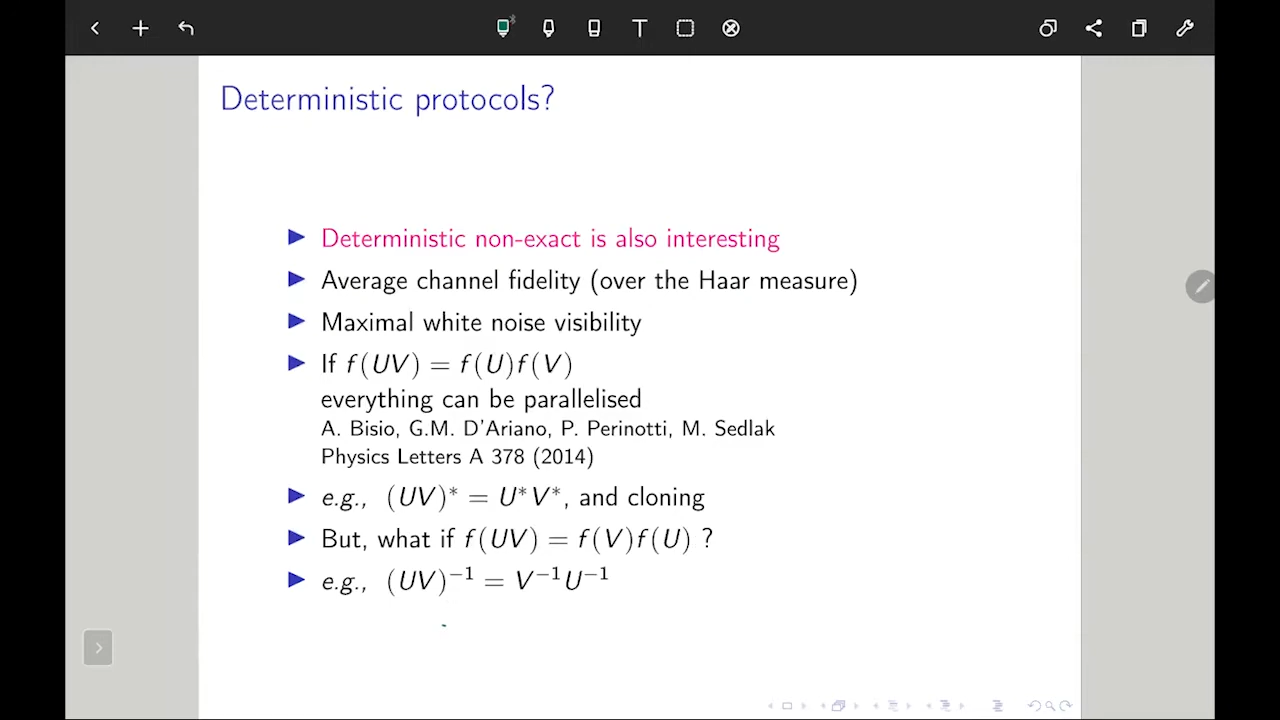 Deterministic protocols?
Deterministic non-exact is also interesting
Average channel fidelity (over the Haar measure)
Maximal white noise visibility
If f(UV) = f(U)f(V)
everything can be parallelised
A. Bisio, G.M. D'Ariano, P. Perinotti, M. Sedlak
Physics Letters A 378 (2014)
e.g., (UV)* = U*V*, and cloning
But, what if f(UV) = f(V)f(U) ?
e.g., (UV)⁻¹ = V⁻¹U⁻¹